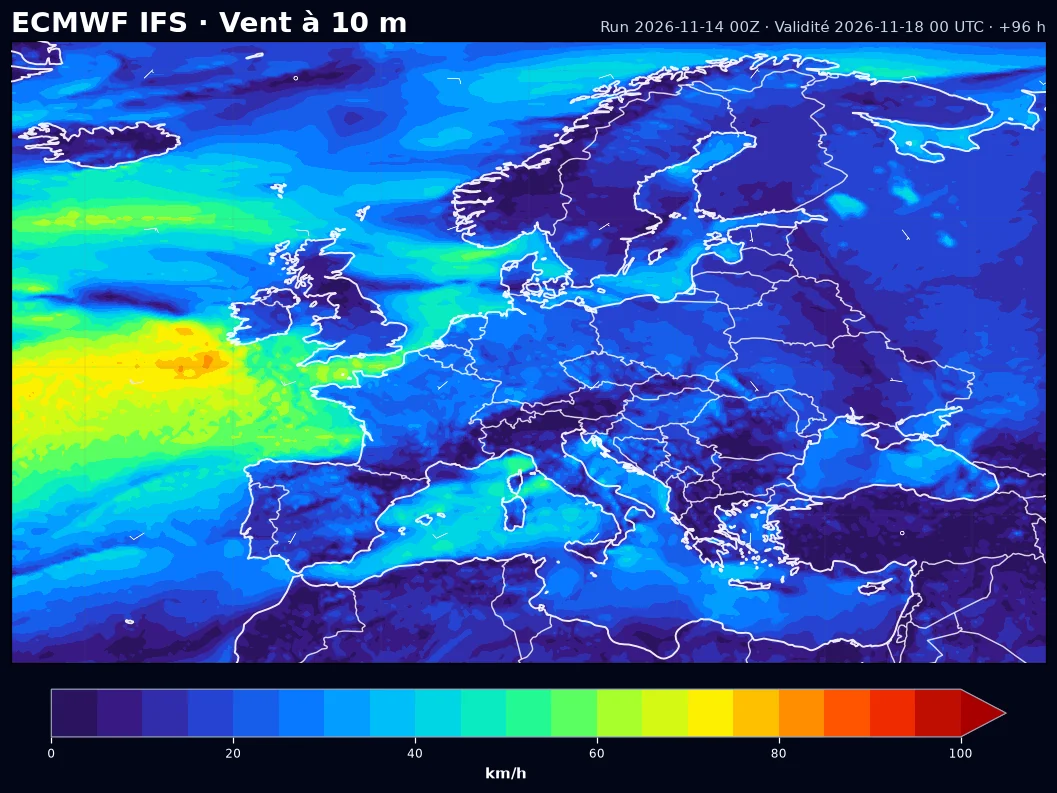 ECMWF IFS · Vent à 10 m
Run 2026-11-14 00Z · Validité 2026-11-18 00 UTC · +96 h
0 20 40 60 80 100
km/h